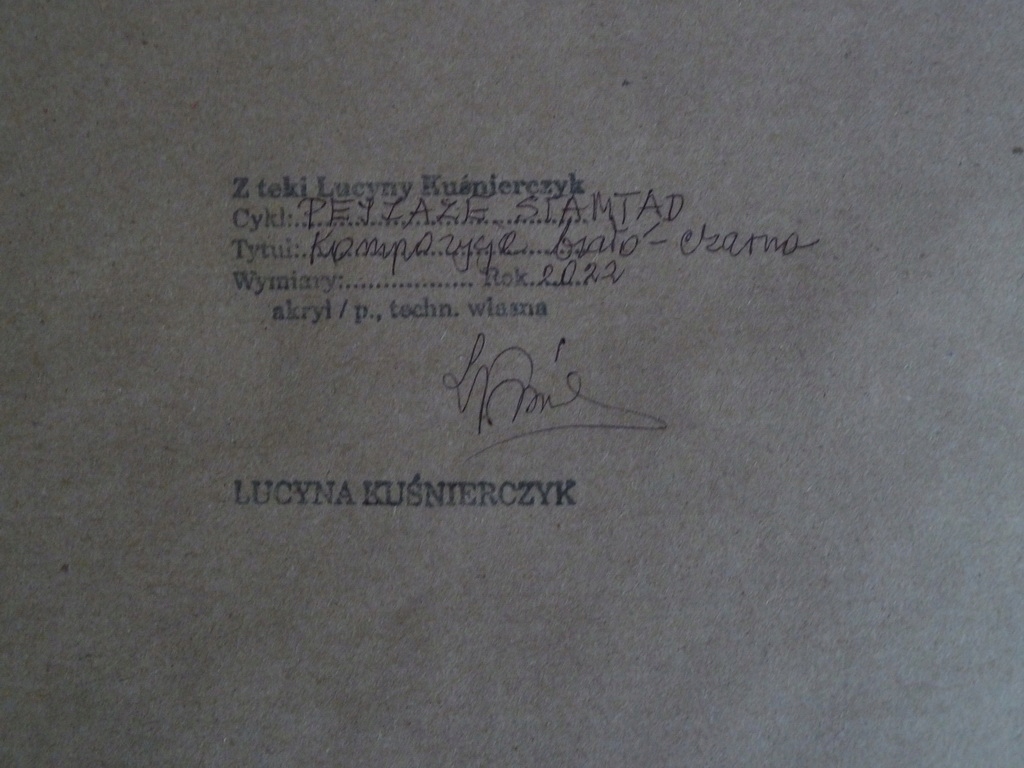 Z teki Lucyny Kuśnierczyk
Cykl: PEJZAŻE STAMTĄD
Tytuł: Kompozycja biało-czarna
Wymiary:.................. Rok. 2022
akryl / p., techn. własna
LUCYNA KUŚNIERCZYK